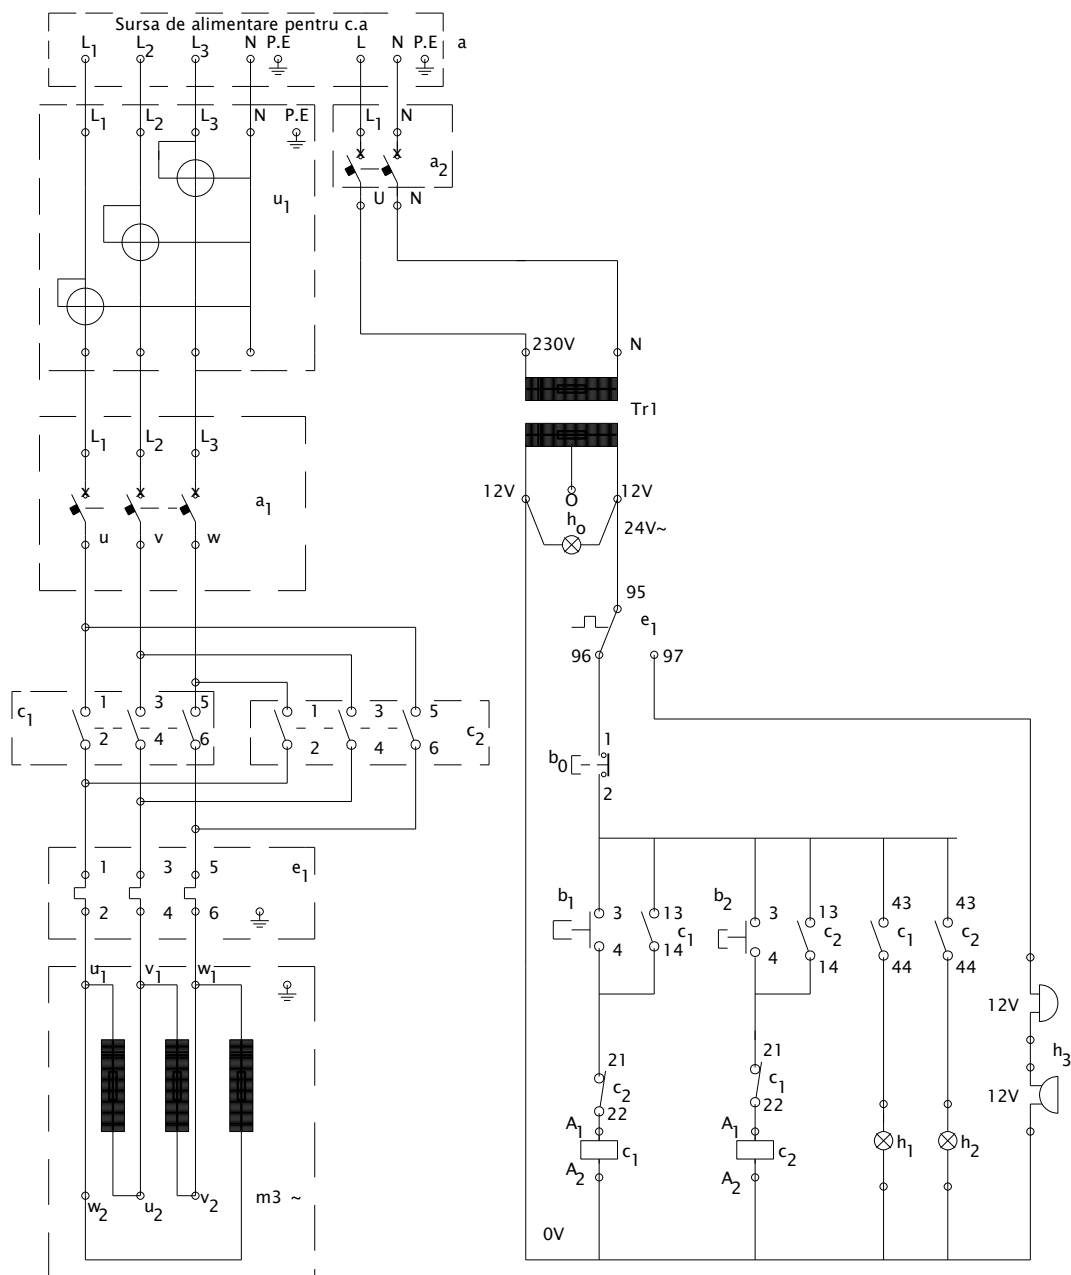 Sursa de alimentare pentru c.a
L1 L2 L3 N P.E L N P.E a
L1 L2 L3 N P.E L1 N
a2
u1 U N
230V N
Tr1
L1 L2 L3
12V O 12V
a1 h0 24V~
u v w
95
e1
96 97
c1 1 3 5 1 3 5
2 4 6 2 4 6 c2
1
b0
2
1 3 5 e1
2 4 6
b1 3 13 b2 3 13 43 43
4 14 c1 4 14 c2 c1 c2
44 44
u1 v1 w1
12V
h3
21 21
c2 c1
22 22 12V
A1 A1
c1 c2 h1 h2
A2 A2
w2 u2 v2 m3 ~
0V